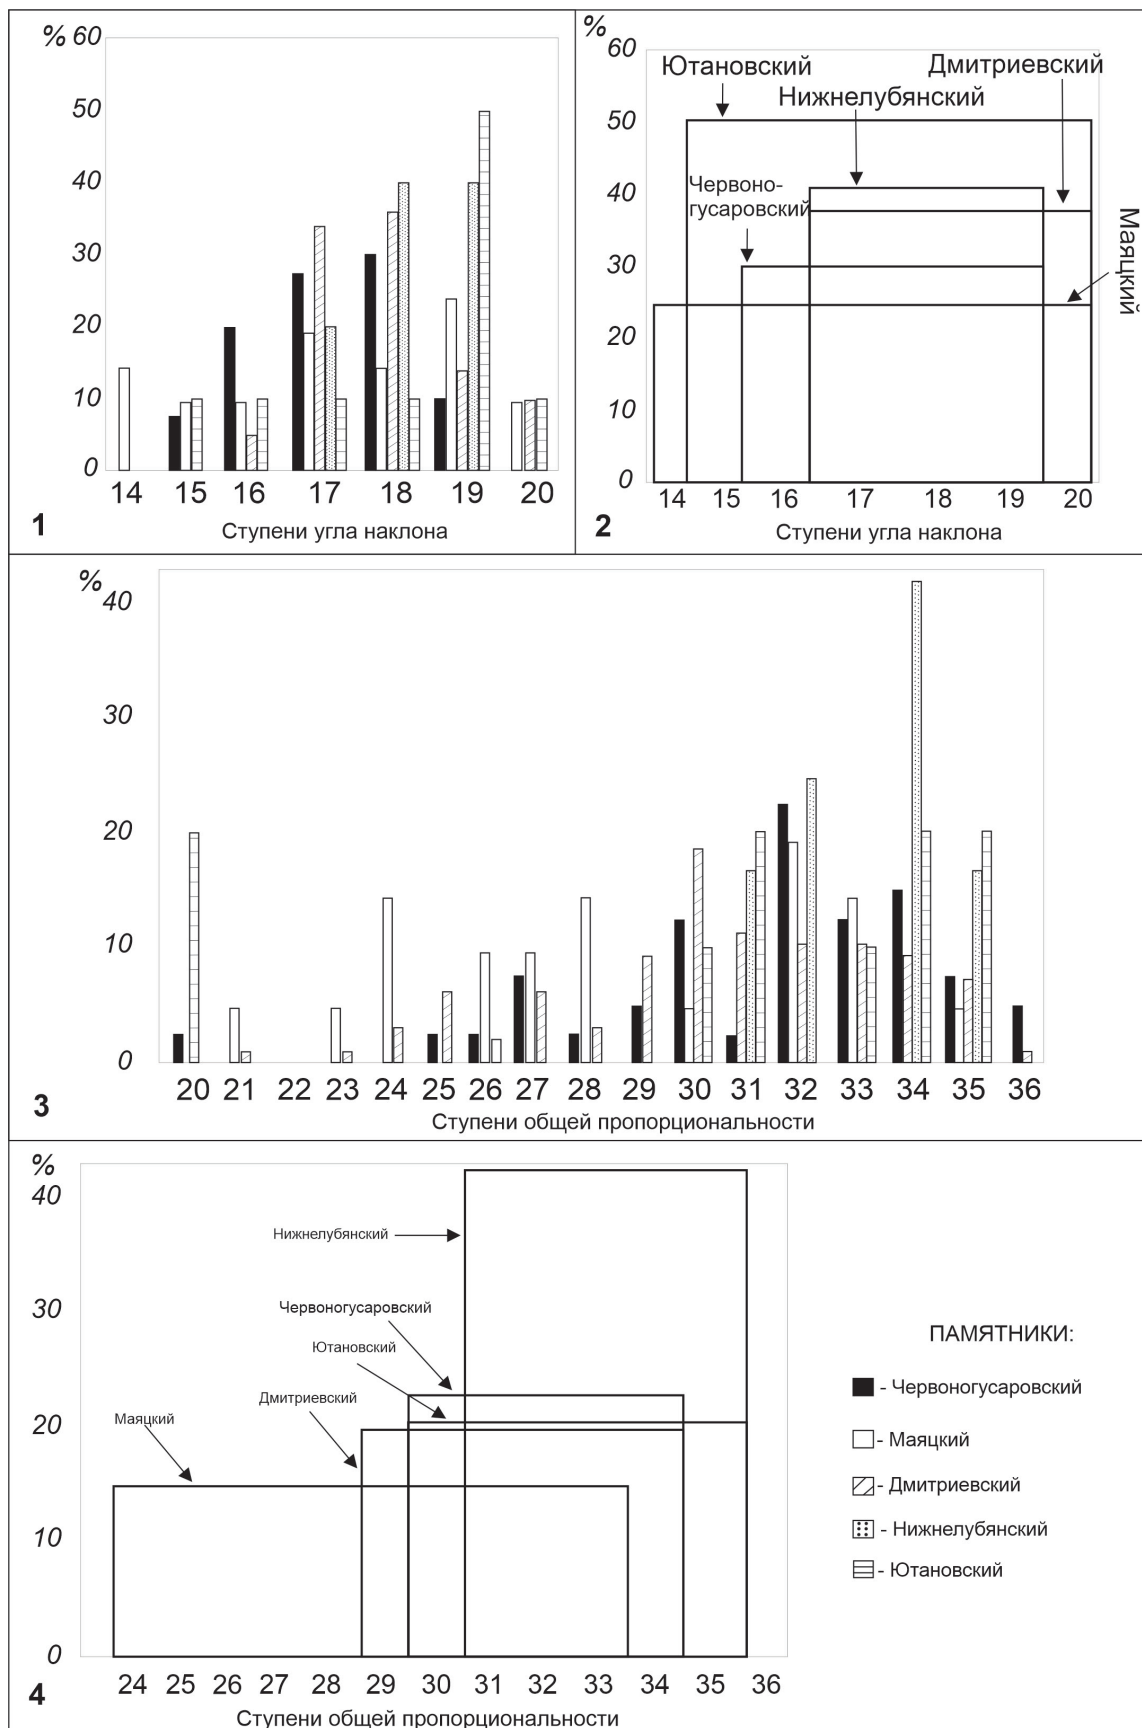 % 60
50
40
30
20
10
0
14 15 16 17 18 19 20
Ступени угла наклона
1
%
60
50
40
30
20
10
0
Ютановский
Дмитриевский
Нижнелубянский
Червоно-
гусаровский
Маяцкий
14 15 16 17 18 19 20
Ступени угла наклона
2
%
40
30
20
10
0
20 21 22 23 24 25 26 27 28 29 30 31 32 33 34 35 36
Ступени общей пропорциональности
3
%
40
30
20
10
0
Нижнелубянский
Червоногусаровский
Ютановский
Дмитриевский
Маяцкий
24 25 26 27 28 29 30 31 32 33 34 35 36
Ступени общей пропорциональности
4
ПАМЯТНИКИ:
- Червоногусаровский
- Маяцкий
- Дмитриевский
- Нижнелубянский
- Ютановский